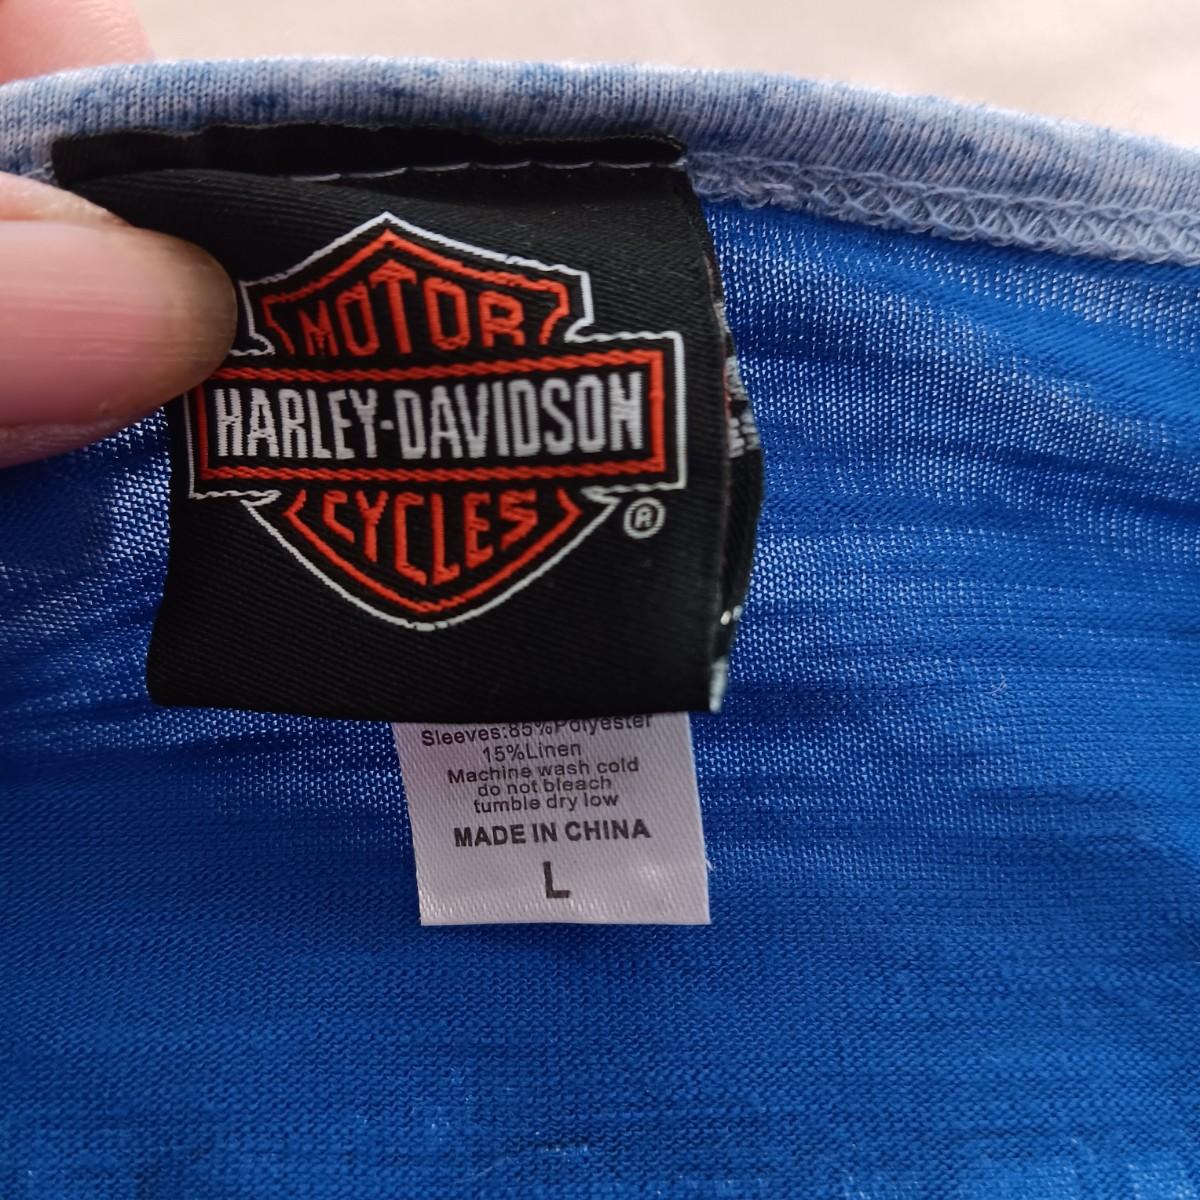 MOTOR
HARLEY-DAVIDSON
CYCLES
®
Sleeves:85%Polyester
15%Linen
Machine wash cold
do not bleach
tumble dry low
MADE IN CHINA
L